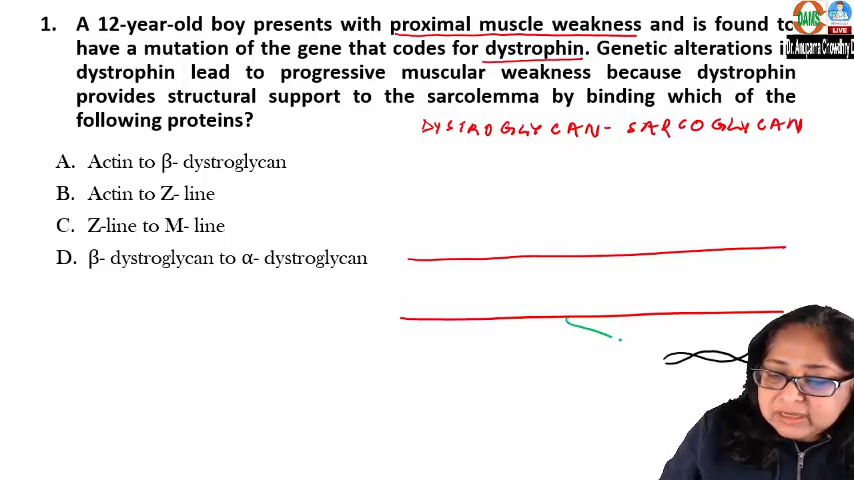 1. A 12-year-old boy presents with proximal muscle weakness and is found to
have a mutation of the gene that codes for dystrophin. Genetic alterations i
dystrophin lead to progressive muscular weakness because dystrophin
provides structural support to the sarcolemma by binding which of the
following proteins?
DYSTROGLYCAN- SARCOGLYCAN
A. Actin to β- dystroglycan
B. Actin to Z- line
C. Z-line to M- line
D. β- dystroglycan to α- dystroglycan
DAMS
LIVE
Dr. Anuparna Chowdhry D